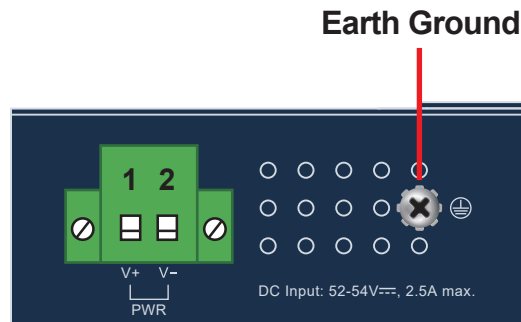 Earth Ground
1 2
V+ V−
PWR
DC Input: 52-54V⎓, 2.5A max.